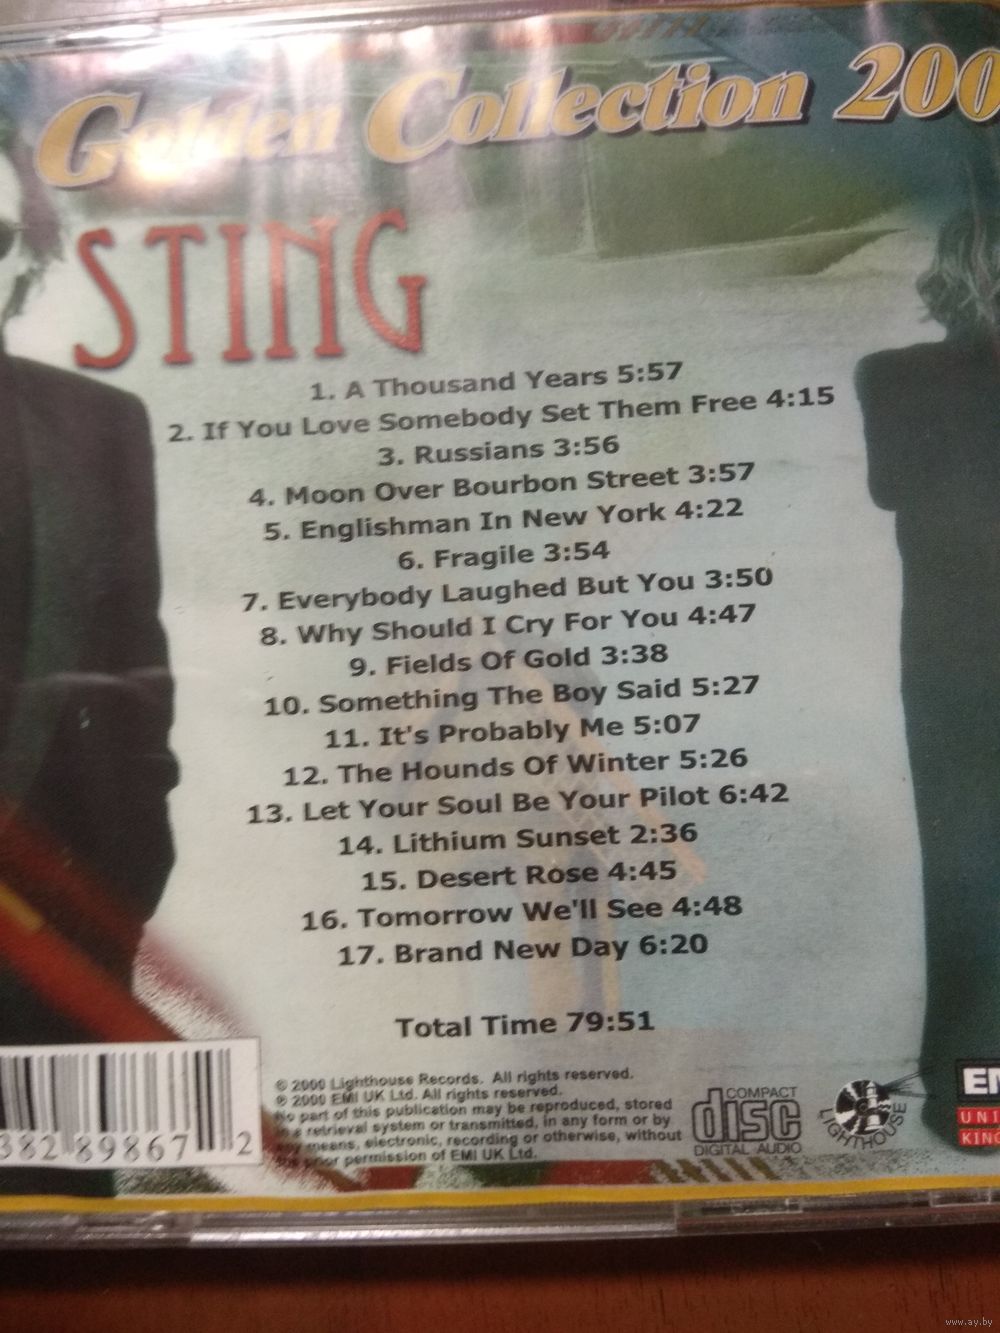 Golden Collection 200
STING
1. A Thousand Years 5:57
2. If You Love Somebody Set Them Free 4:15
3. Russians 3:56
4. Moon Over Bourbon Street 3:57
5. Englishman In New York 4:22
6. Fragile 3:54
7. Everybody Laughed But You 3:50
8. Why Should I Cry For You 4:47
9. Fields Of Gold 3:38
10. Something The Boy Said 5:27
11. It's Probably Me 5:07
12. The Hounds Of Winter 5:26
13. Let Your Soul Be Your Pilot 6:42
14. Lithium Sunset 2:36
15. Desert Rose 4:45
16. Tomorrow We'll See 4:48
17. Brand New Day 6:20
Total Time 79:51
382 89867 2
© 2000 Lighthouse Records. All rights reserved.
℗ 2000 EMI UK Ltd. All rights reserved.
No part of this publication may be reproduced, stored
retrieval system or transmitted, in any form or by
means, electronic, recording or otherwise, without
prior permission of EMI UK Ltd.
COMPACT
disc
DIGITAL AUDIO
LIGHTHOUSE
EM
UNI
KING
www.ay.by